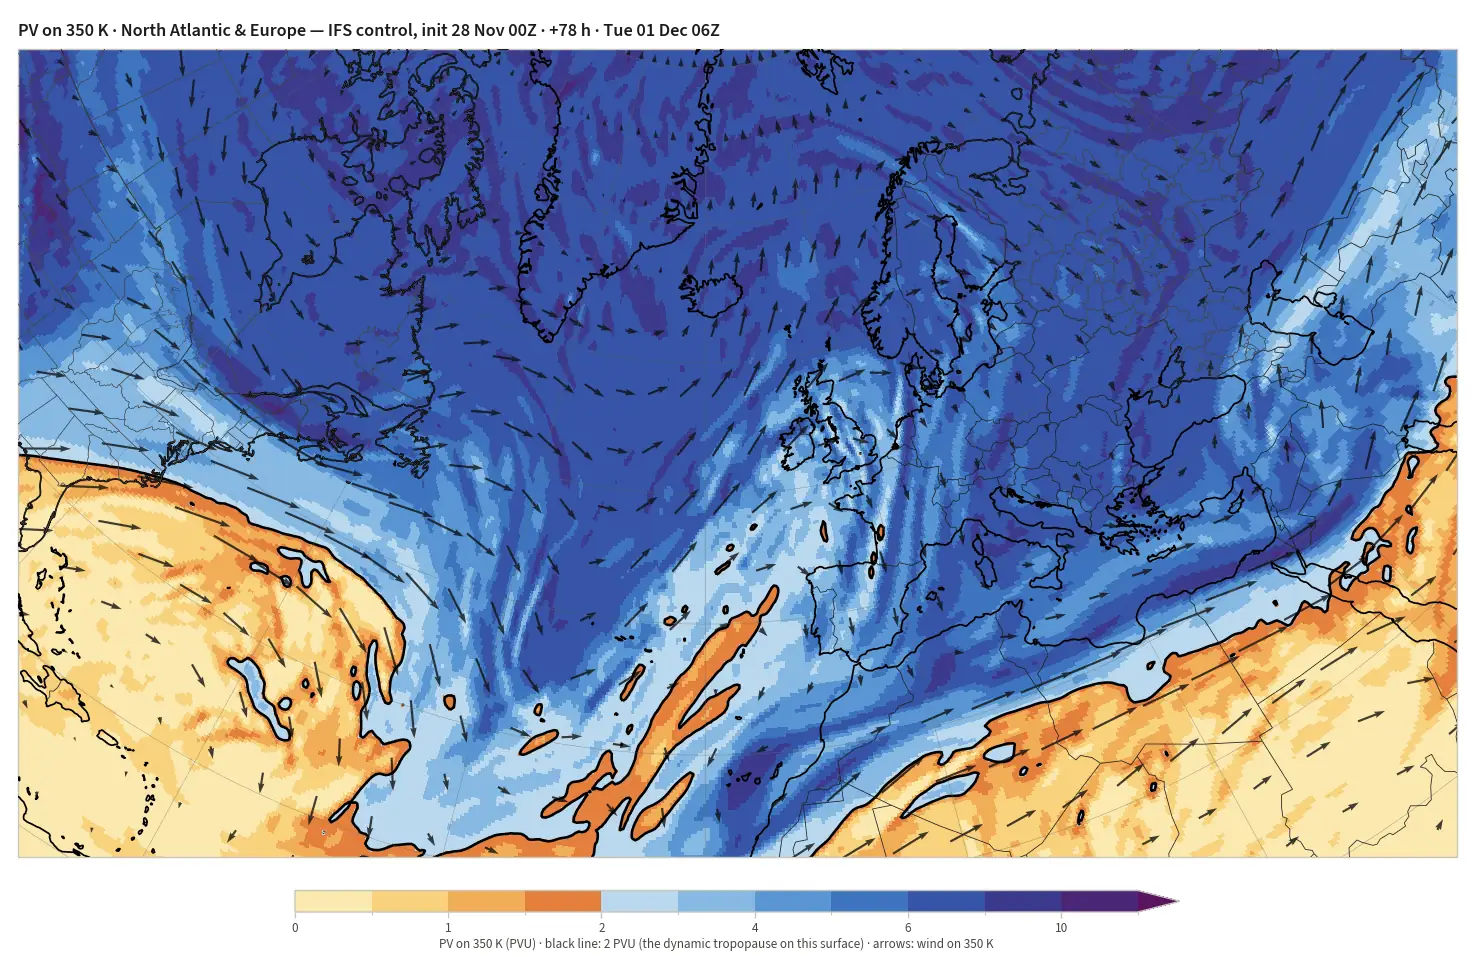 PV on 350 K · North Atlantic & Europe — IFS control, init 28 Nov 00Z · +78 h · Tue 01 Dec 06Z
0 1 2 4 6 10
PV on 350 K (PVU) · black line: 2 PVU (the dynamic tropopause on this surface) · arrows: wind on 350 K